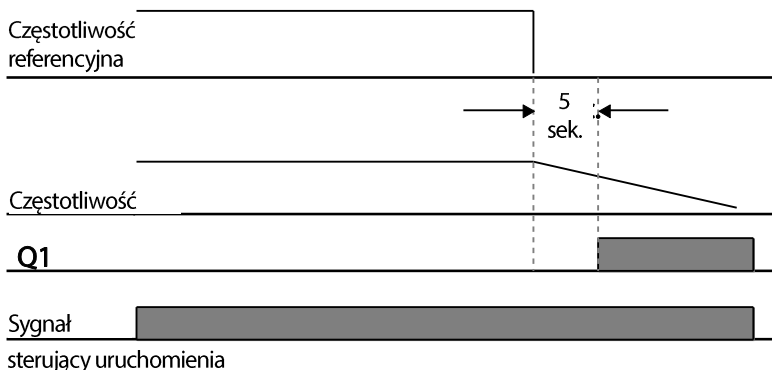 Częstotliwość
referencyjna
5
sek.
Częstotliwość
Q1
Sygnał
sterujący uruchomienia